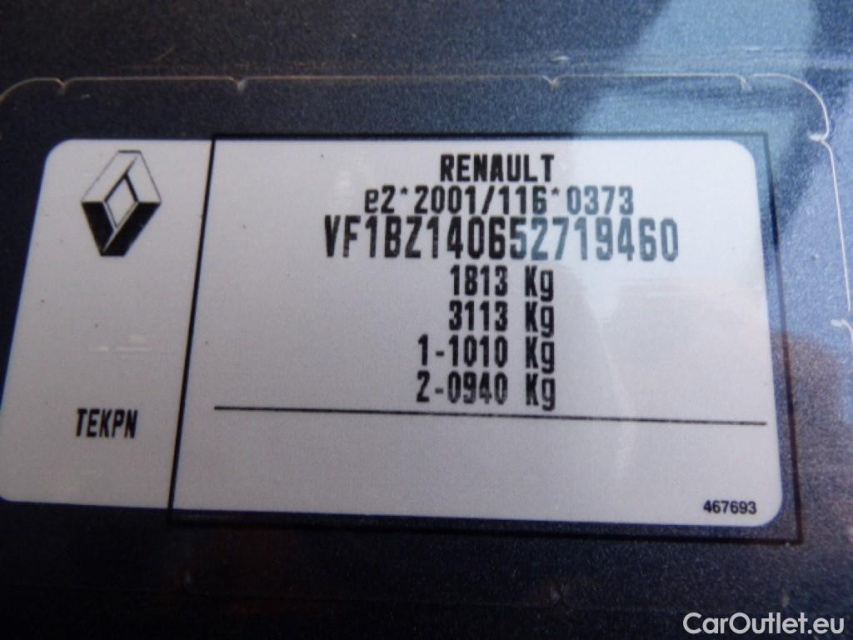 RENAULT
e2*2001/116*0373
VF1BZ140652719460
1813 Kg
3113 Kg
1-1010 Kg
2-0940 Kg
TEKPN
467693
CarOutlet.eu